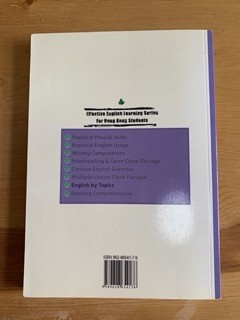 Effective English Learning Series
for Hong Kong Students
Practical Phrasal Verbs
Practical English Usage
Writing Compositions
Proofreading & Open Cloze Passage
Concise English Grammar
Multiple-choice Cloze Passage
English by Topics
Reading Comprehension